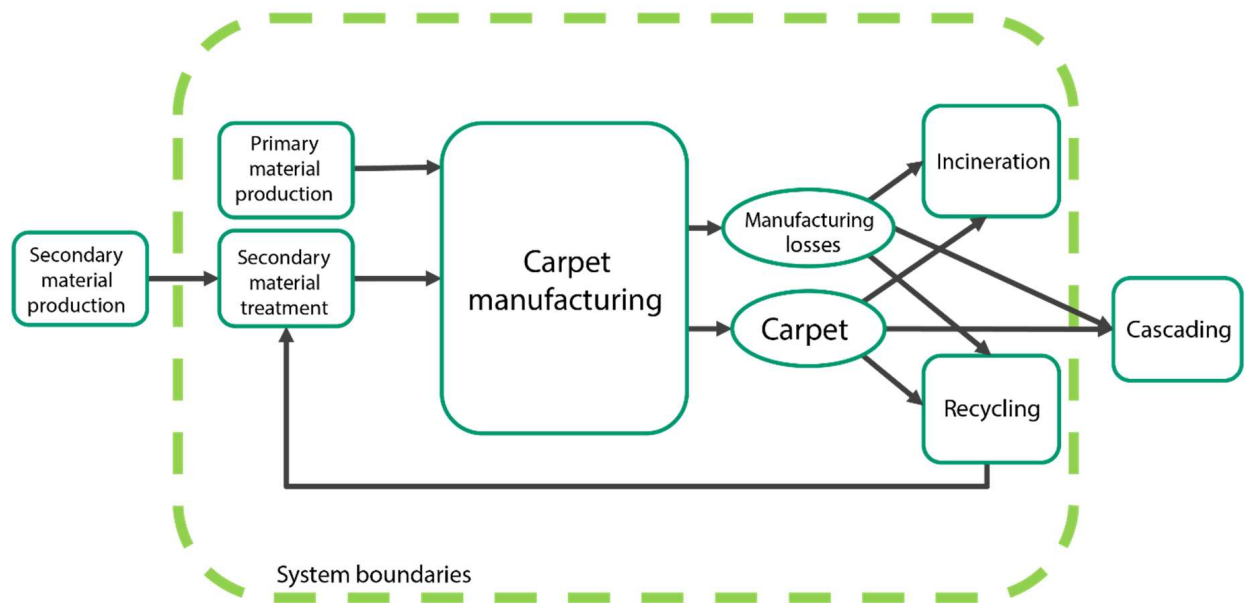 Primary
material
production
Secondary
material
production
Secondary
material
treatment
Carpet
manufacturing
Manufacturing
losses
Carpet
Incineration
Recycling
Cascading
System boundaries